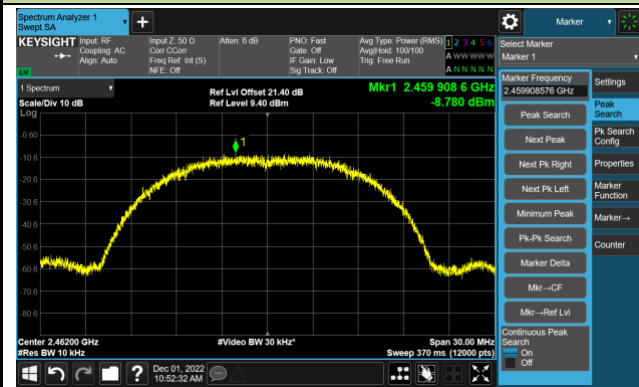 Spectrum Analyzer 1
Swept SA
Marker
KEYSIGHT Input: RF
Coupling: AC
Align: Auto
Input Z: 50 Ω
Corr CCorr
Freq Ref: Int (S)
NFE: Off
Atten: 6 dB
PNO: Fast
Gate: Off
IF Gain: Low
Sig Track: Off
Avg Type: Power (RMS)
Avg|Hold: 100/100
Trig: Free Run
1 2 3 4 5 6
A W W W W W
A N N N N N
Select Marker
Marker 1
1 Spectrum
Scale/Div 10 dB
Log
Ref Lvl Offset 21.40 dB
Ref Level 9.40 dBm
Mkr1 2.459 908 6 GHz
-8.780 dBm
-0.60
-10.6
-20.6
-30.6
-40.6
-50.6
-60.6
-70.6
-80.6
1
Center 2.46200 GHz
#Res BW 10 kHz
#Video BW 30 kHz*
Span 30.00 MHz
Sweep 370 ms (12000 pts)
Marker Frequency
2.459908576 GHz
Peak Search
Next Peak
Next Pk Right
Next Pk Left
Minimum Peak
Pk-Pk Search
Marker Delta
Mkr→CF
Mkr→Ref Lvl
Continuous Peak
Search
On
Off
Settings
Peak
Search
Pk Search
Config
Properties
Marker
Function
Marker→
Counter
?
Dec 01, 2022
10:52:32 AM